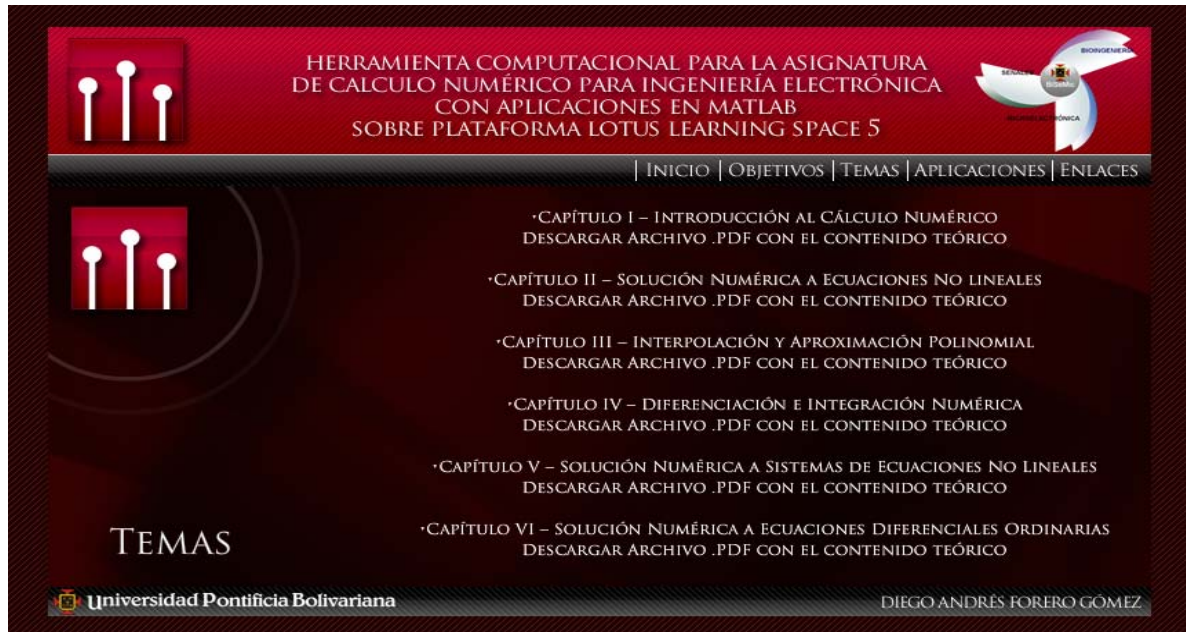 HERRAMIENTA COMPUTACIONAL PARA LA ASIGNATURA
DE CALCULO NUMÉRICO PARA INGENIERÍA ELECTRÓNICA
CON APLICACIONES EN MATLAB
SOBRE PLATAFORMA LOTUS LEARNING SPACE 5
BIOINGENIERÍA
SEÑALES
BISEMIC
BIOELECTRÓNICA
| INICIO | OBJETIVOS | TEMAS | APLICACIONES | ENLACES
·CAPÍTULO I – INTRODUCCIÓN AL CÁLCULO NUMÉRICO
DESCARGAR ARCHIVO .PDF CON EL CONTENIDO TEÓRICO
·CAPÍTULO II – SOLUCIÓN NUMÉRICA A ECUACIONES NO LINEALES
DESCARGAR ARCHIVO .PDF CON EL CONTENIDO TEÓRICO
·CAPÍTULO III – INTERPOLACIÓN Y APROXIMACIÓN POLINOMIAL
DESCARGAR ARCHIVO .PDF CON EL CONTENIDO TEÓRICO
·CAPÍTULO IV – DIFERENCIACIÓN E INTEGRACIÓN NUMÉRICA
DESCARGAR ARCHIVO .PDF CON EL CONTENIDO TEÓRICO
·CAPÍTULO V – SOLUCIÓN NUMÉRICA A SISTEMAS DE ECUACIONES NO LINEALES
DESCARGAR ARCHIVO .PDF CON EL CONTENIDO TEÓRICO
·CAPÍTULO VI – SOLUCIÓN NUMÉRICA A ECUACIONES DIFERENCIALES ORDINARIAS
DESCARGAR ARCHIVO .PDF CON EL CONTENIDO TEÓRICO
TEMAS
Universidad Pontificia Bolivariana
DIEGO ANDRÉS FORERO GÓMEZ